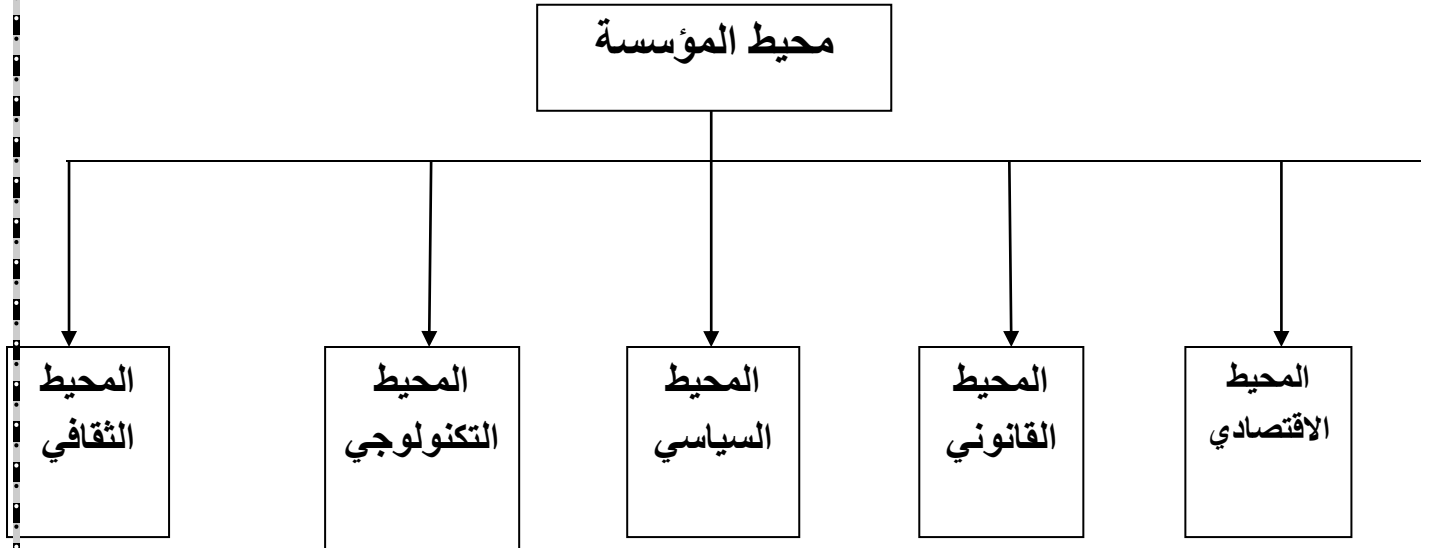 محيط المؤسسة
المحيط
الاقتصادي
المحيط
القانوني
المحيط
السياسي
المحيط
التكنولوجي
المحيط
الثقافي